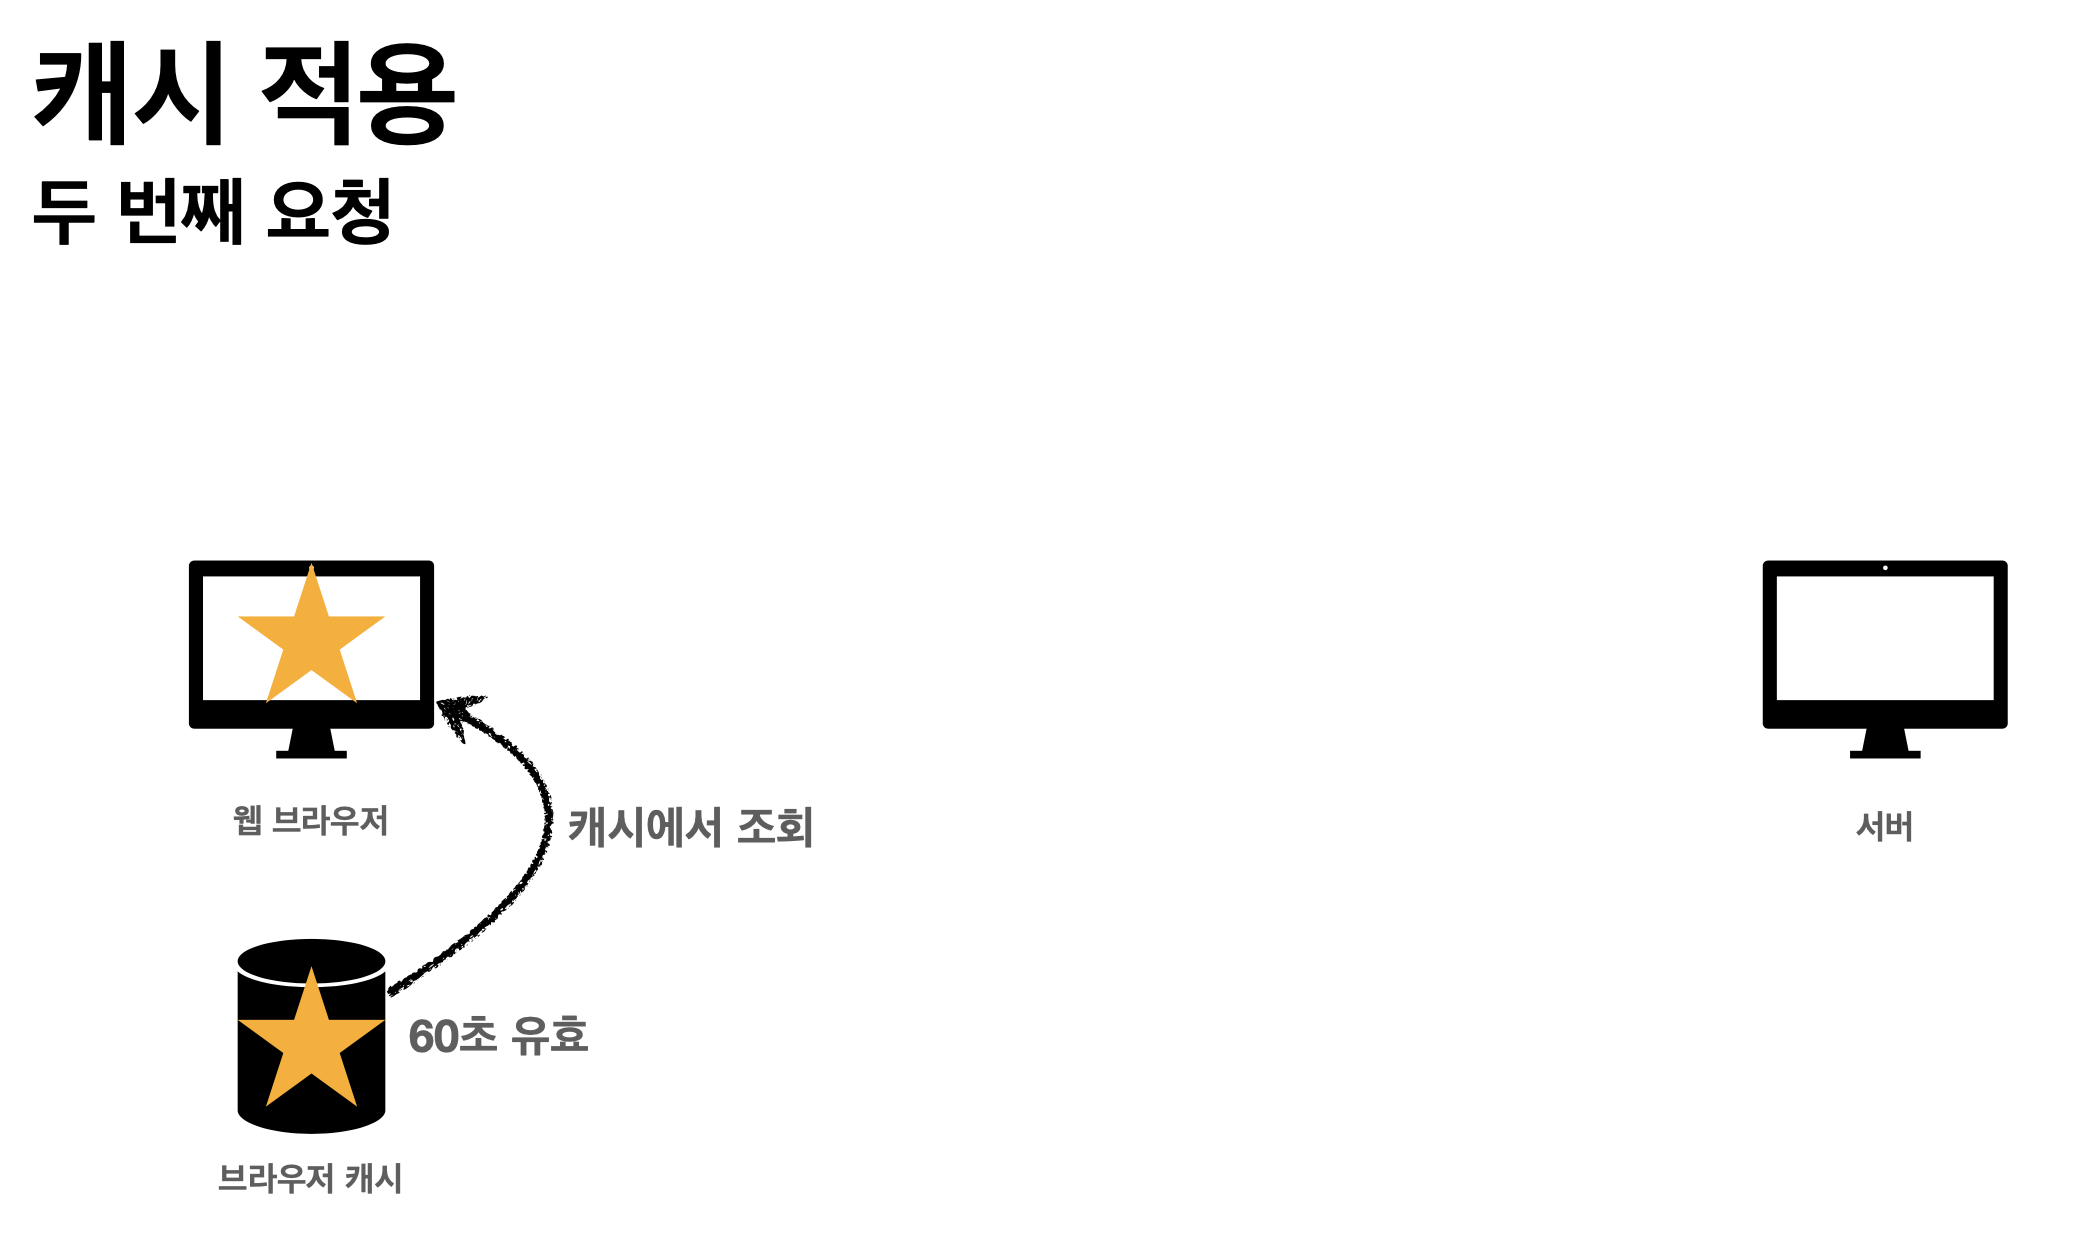 캐시 적용
두 번째 요청
웹 브라우저
캐시에서 조회
서버
60초 유효
브라우저 캐시